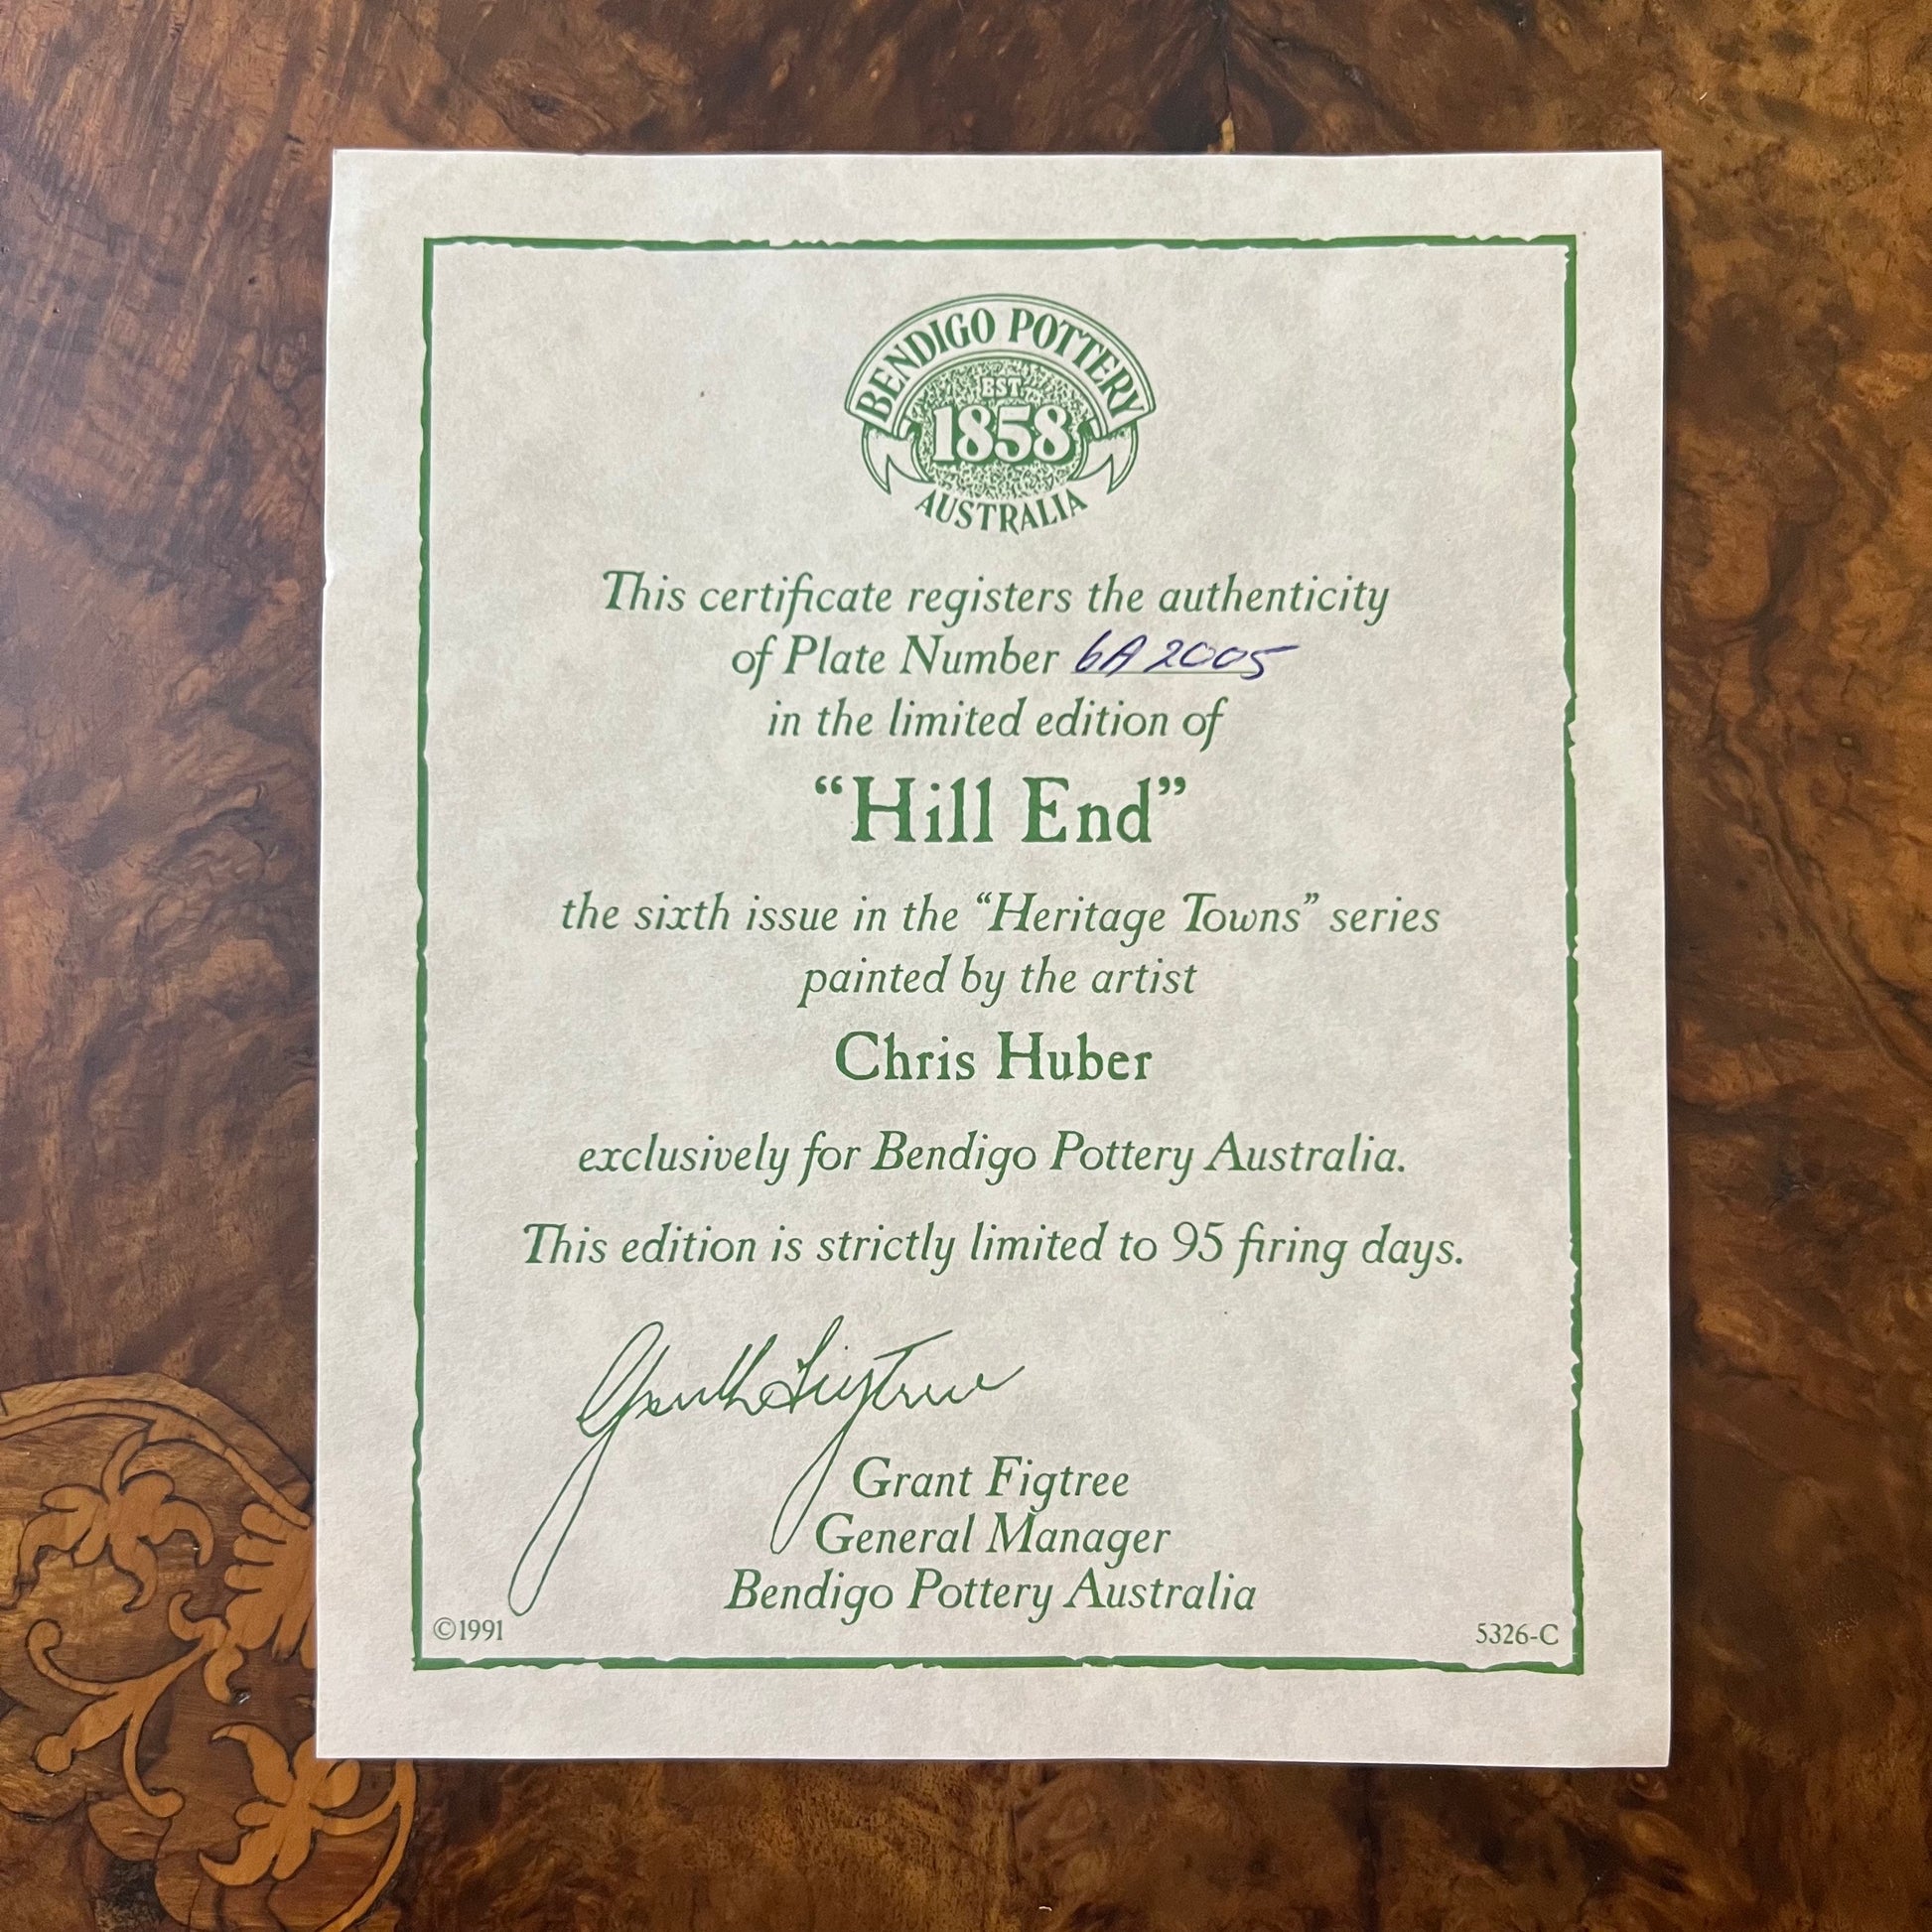 BENDIGO POTTERY
EST.
1858
AUSTRALIA
This certificate registers the authenticity
of Plate Number 6A2005
in the limited edition of
“Hill End”
the sixth issue in the “Heritage Towns” series
painted by the artist
Chris Huber
exclusively for Bendigo Pottery Australia.
This edition is strictly limited to 95 firing days.
Grant Figtree
Grant Figtree
General Manager
Bendigo Pottery Australia
©1991
5326-C